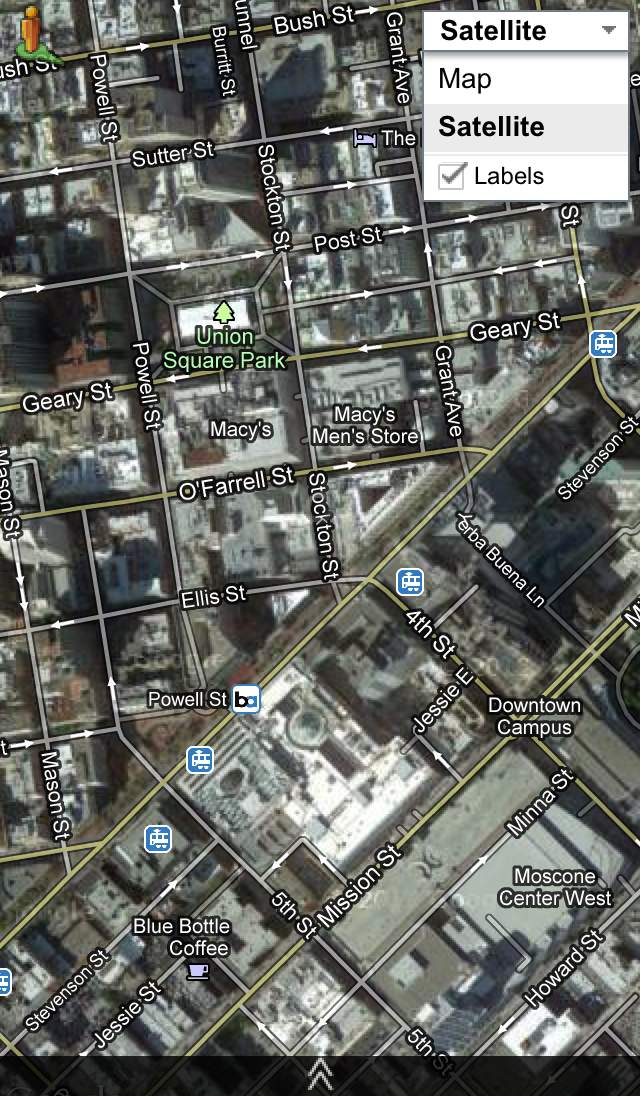 Bush St
unnel
Grant Ave
Satellite
Map
Satellite
Labels
ush St
Burritt St
Powell St
The
Sutter St
Stockton St
Post St
St
Union
Square Park
Geary St
Powell St
Grant Ave
Geary St
Macy's
Macy's
Men's Store
Stevenson St
Mason St
O'Farrell St
Stockton St
Yerba Buena Ln
Ellis St
4th St
Mi
Jessie E
Powell St
ba
Downtown
Campus
t
Mason St
Minna St
Mission St
Moscone
Center West
5th St
Blue Bottle
Coffee
Howard St
Stevenson St
Jessie St
5th St